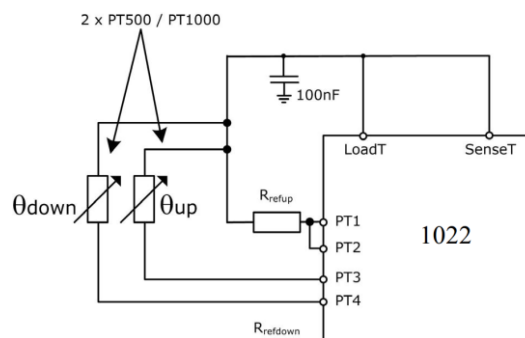 2 x PT500 / PT1000
100nF
LoadT
SenseT
θdown
θup
Rrefup
PT1
PT2
1022
PT3
PT4
Rrefdown